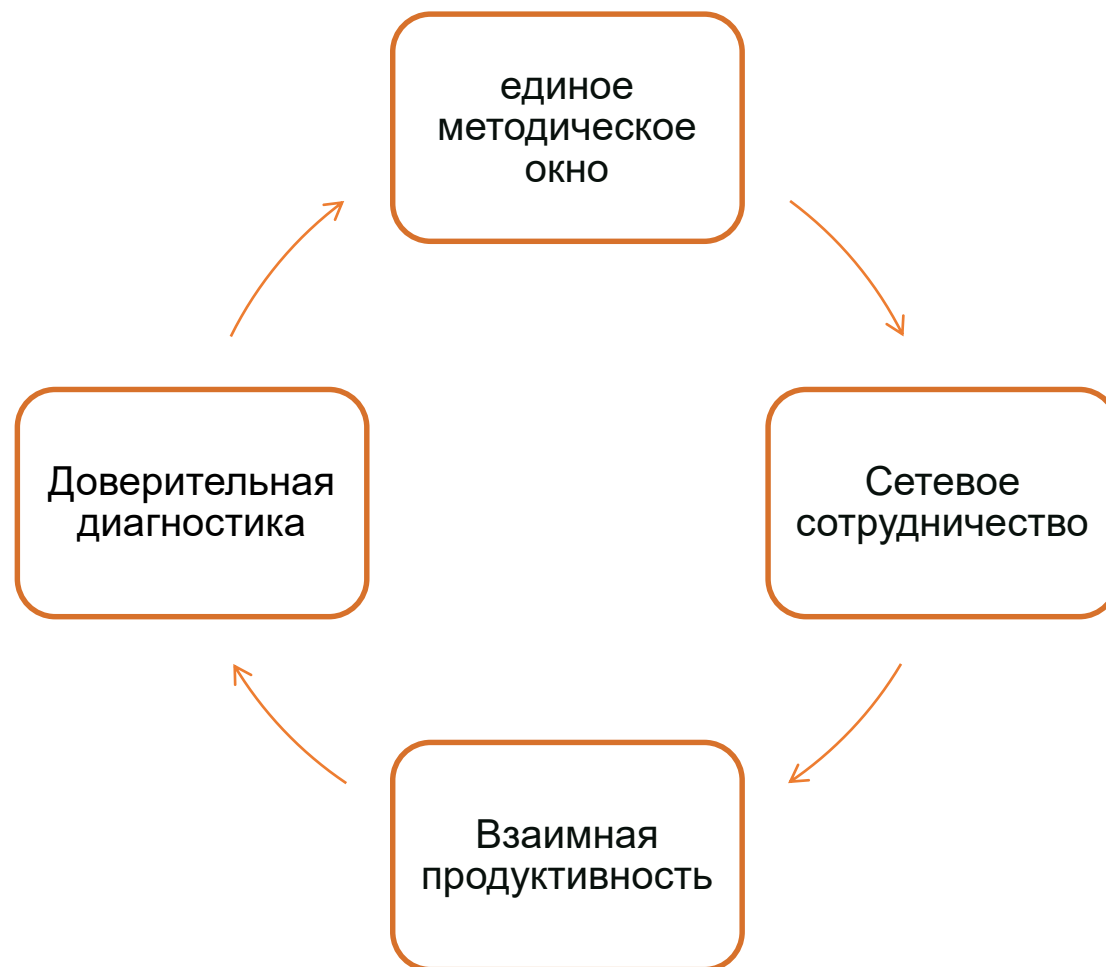 единое
методическое
окно
Сетевое
сотрудничество
Взаимная
продуктивность
Доверительная
диагностика